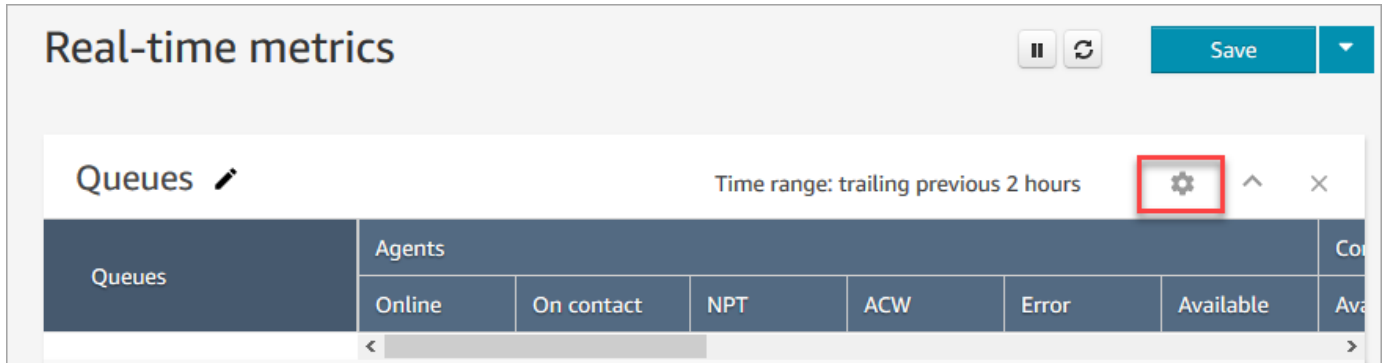 Real-time metrics
Save
Queues
Time range: trailing previous 2 hours
Queues
Agents
Online On contact NPT ACW Error Available